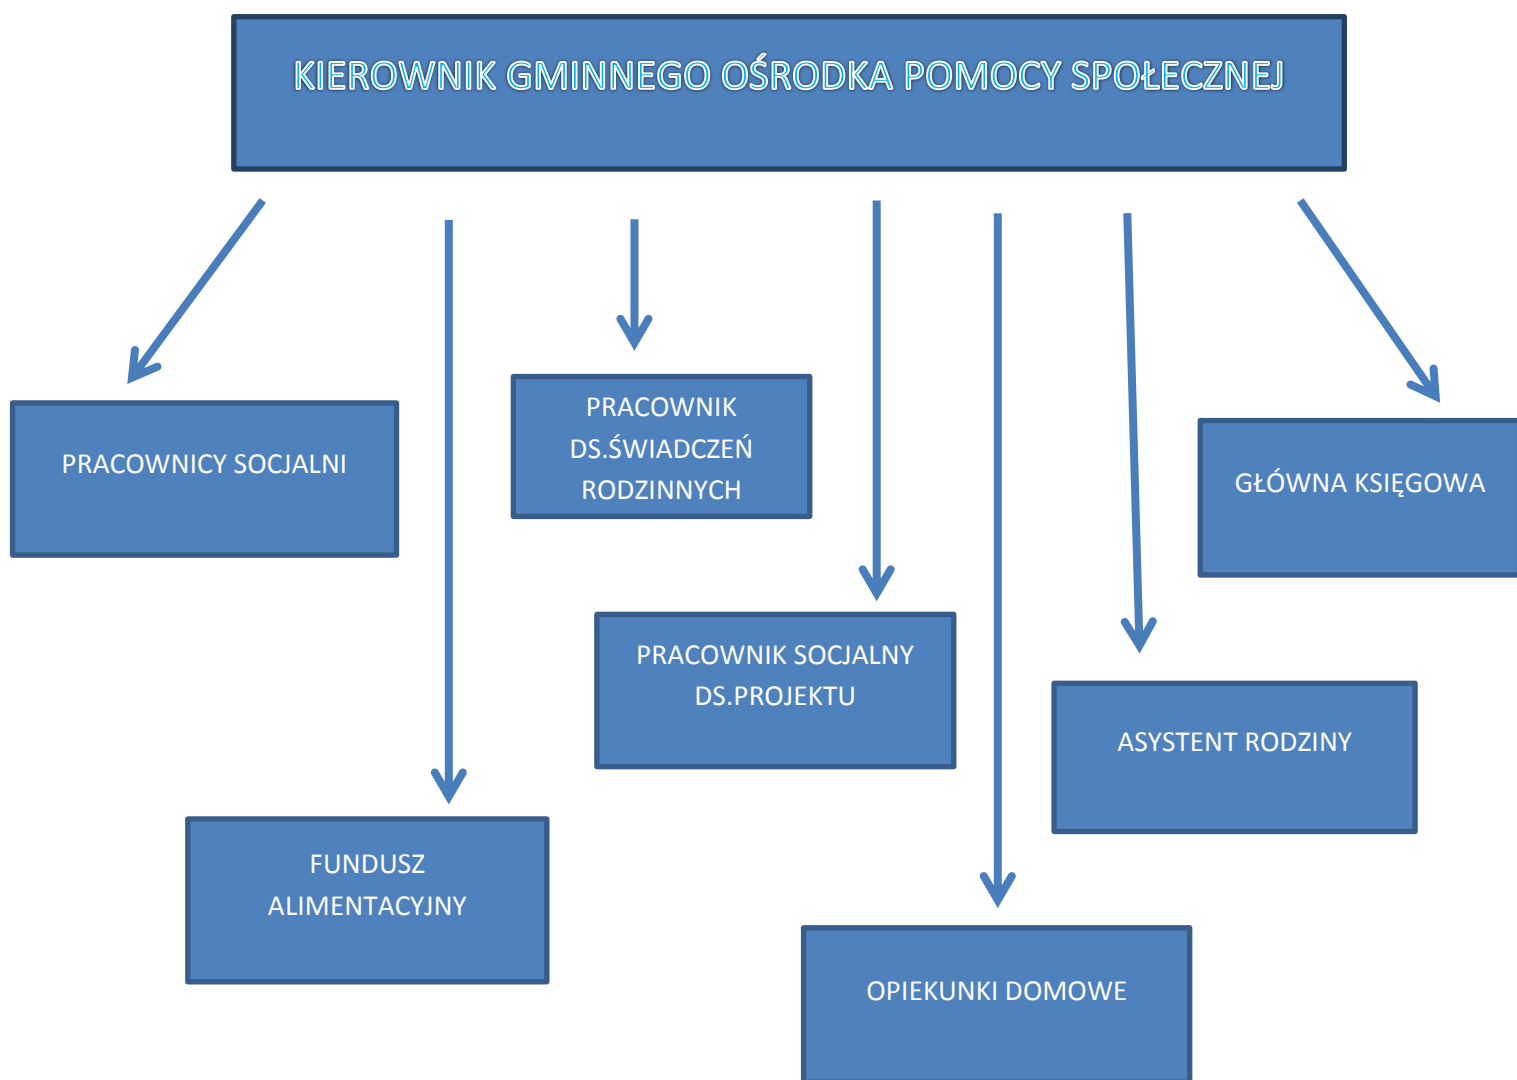 KIEROWNIK GMINNEGO OŚRODKA POMOCY SPOŁECZNEJ
PRACOWNICY SOCJALNI
PRACOWNIK
DS.ŚWIADCZEŃ
RODZINNYCH
GŁÓWNA KSIĘGOWA
PRACOWNIK SOCJALNY
DS.PROJEKTU
ASYSTENT RODZINY
FUNDUSZ
ALIMENTACYJNY
OPIEKUNKI DOMOWE